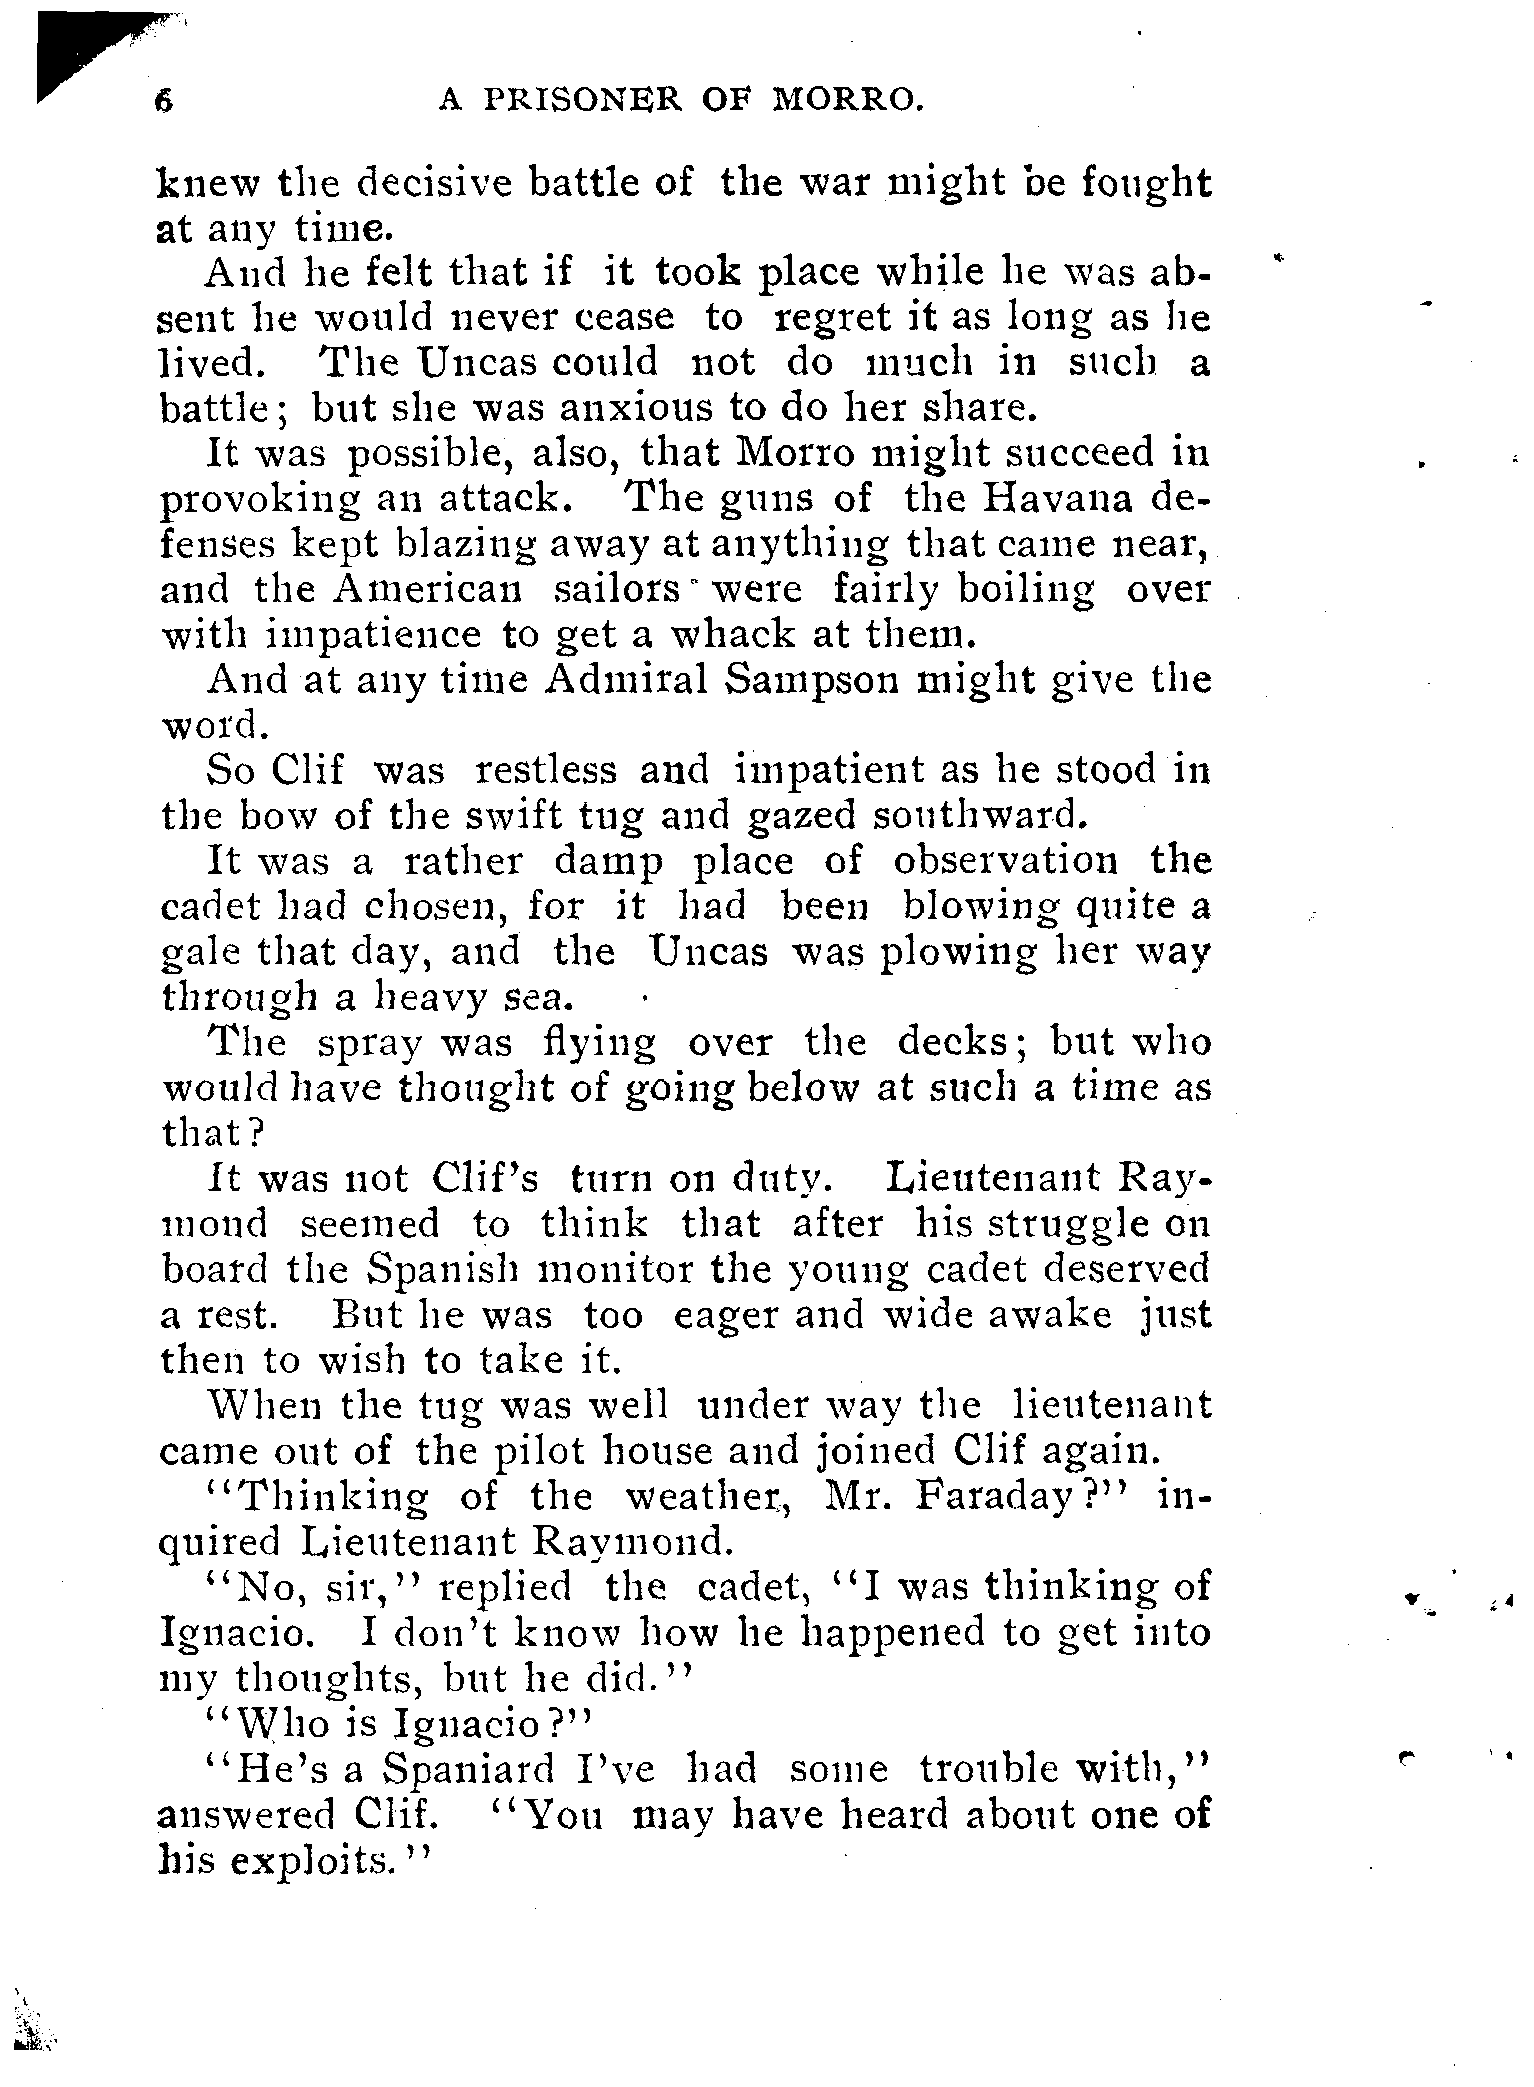 6 A PRISONER OF MORRO.
knew the decisive battle of the war might be fought
at any time.
And he felt that if it took place while he was ab-
sent he would never cease to regret it as long as he
lived. The Uncas could not do much in such a
battle; but she was anxious to do her share.
It was possible, also, that Morro might succeed in
provoking an attack. The guns of the Havana de-
fenses kept blazing away at anything that came near,
and the American sailors were fairly boiling over
with impatience to get a whack at them.
And at any time Admiral Sampson might give the
word.
So Clif was restless and impatient as he stood in
the bow of the swift tug and gazed southward.
It was a rather damp place of observation the
cadet had chosen, for it had been blowing quite a
gale that day, and the Uncas was plowing her way
through a heavy sea.
The spray was flying over the decks; but who
would have thought of going below at such a time as
that?
It was not Clif's turn on duty. Lieutenant Ray-
mond seemed to think that after his struggle on
board the Spanish monitor the young cadet deserved
a rest. But he was too eager and wide awake just
then to wish to take it.
When the tug was well under way the lieutenant
came out of the pilot house and joined Clif again.
"Thinking of the weather, Mr. Faraday?" in-
quired Lieutenant Raymond.
"No, sir," replied the cadet, "I was thinking of
Ignacio. I don't know how he happened to get into
my thoughts, but he did."
"Who is Ignacio?"
"He's a Spaniard I've had some trouble with,"
answered Clif. "You may have heard about one of
his exploits."